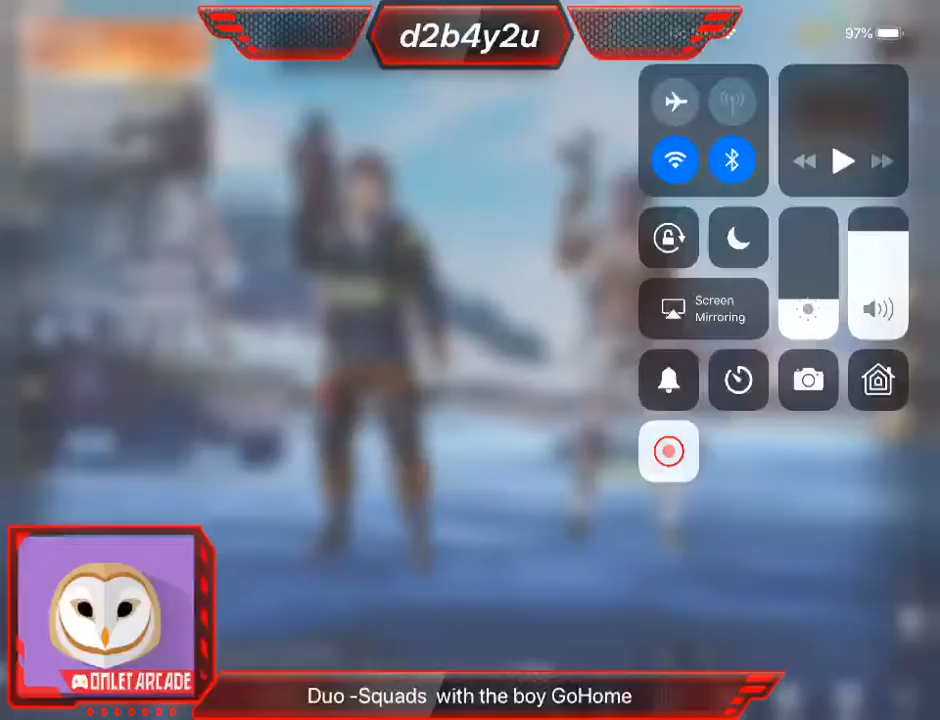 d2b4y2u
97%
Screen
Mirroring
OMLET ARCADE
Duo -Squads with the boy GoHome